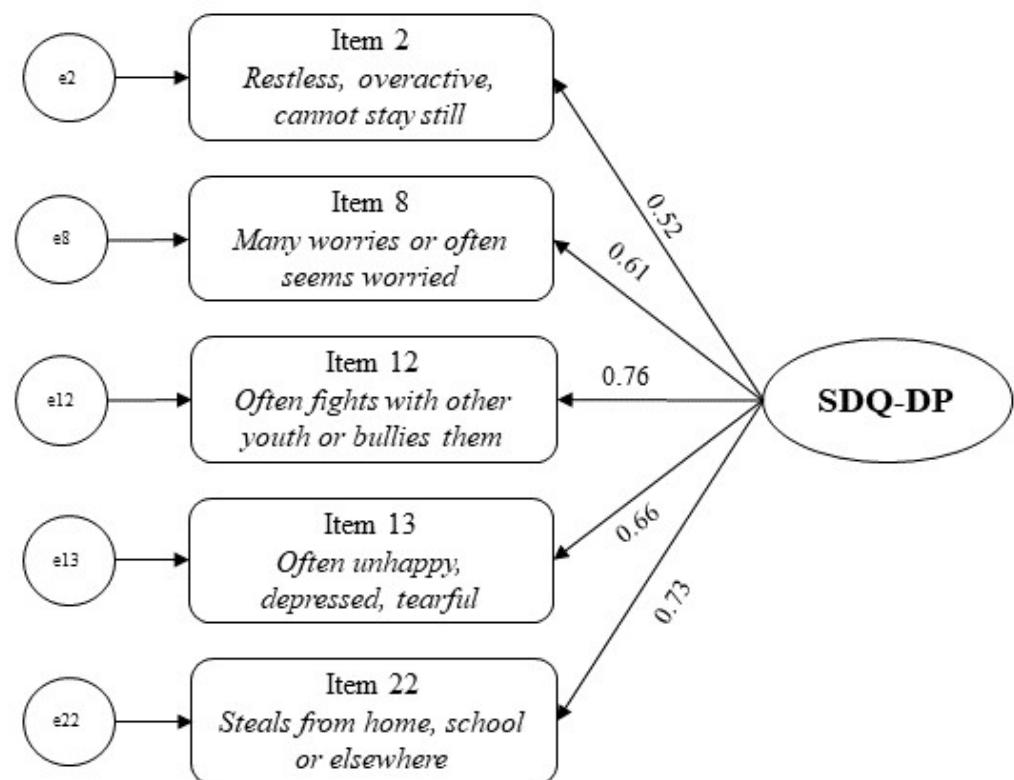 e2
Item 2
Restless, overactive,
cannot stay still
0.52
e8
Item 8
Many worries or often
seems worried
0.61
e12
Item 12
Often fights with other
youth or bullies them
0.76
SDQ-DP
e13
Item 13
Often unhappy,
depressed, tearful
0.66
e22
Item 22
Steals from home, school
or elsewhere
0.73